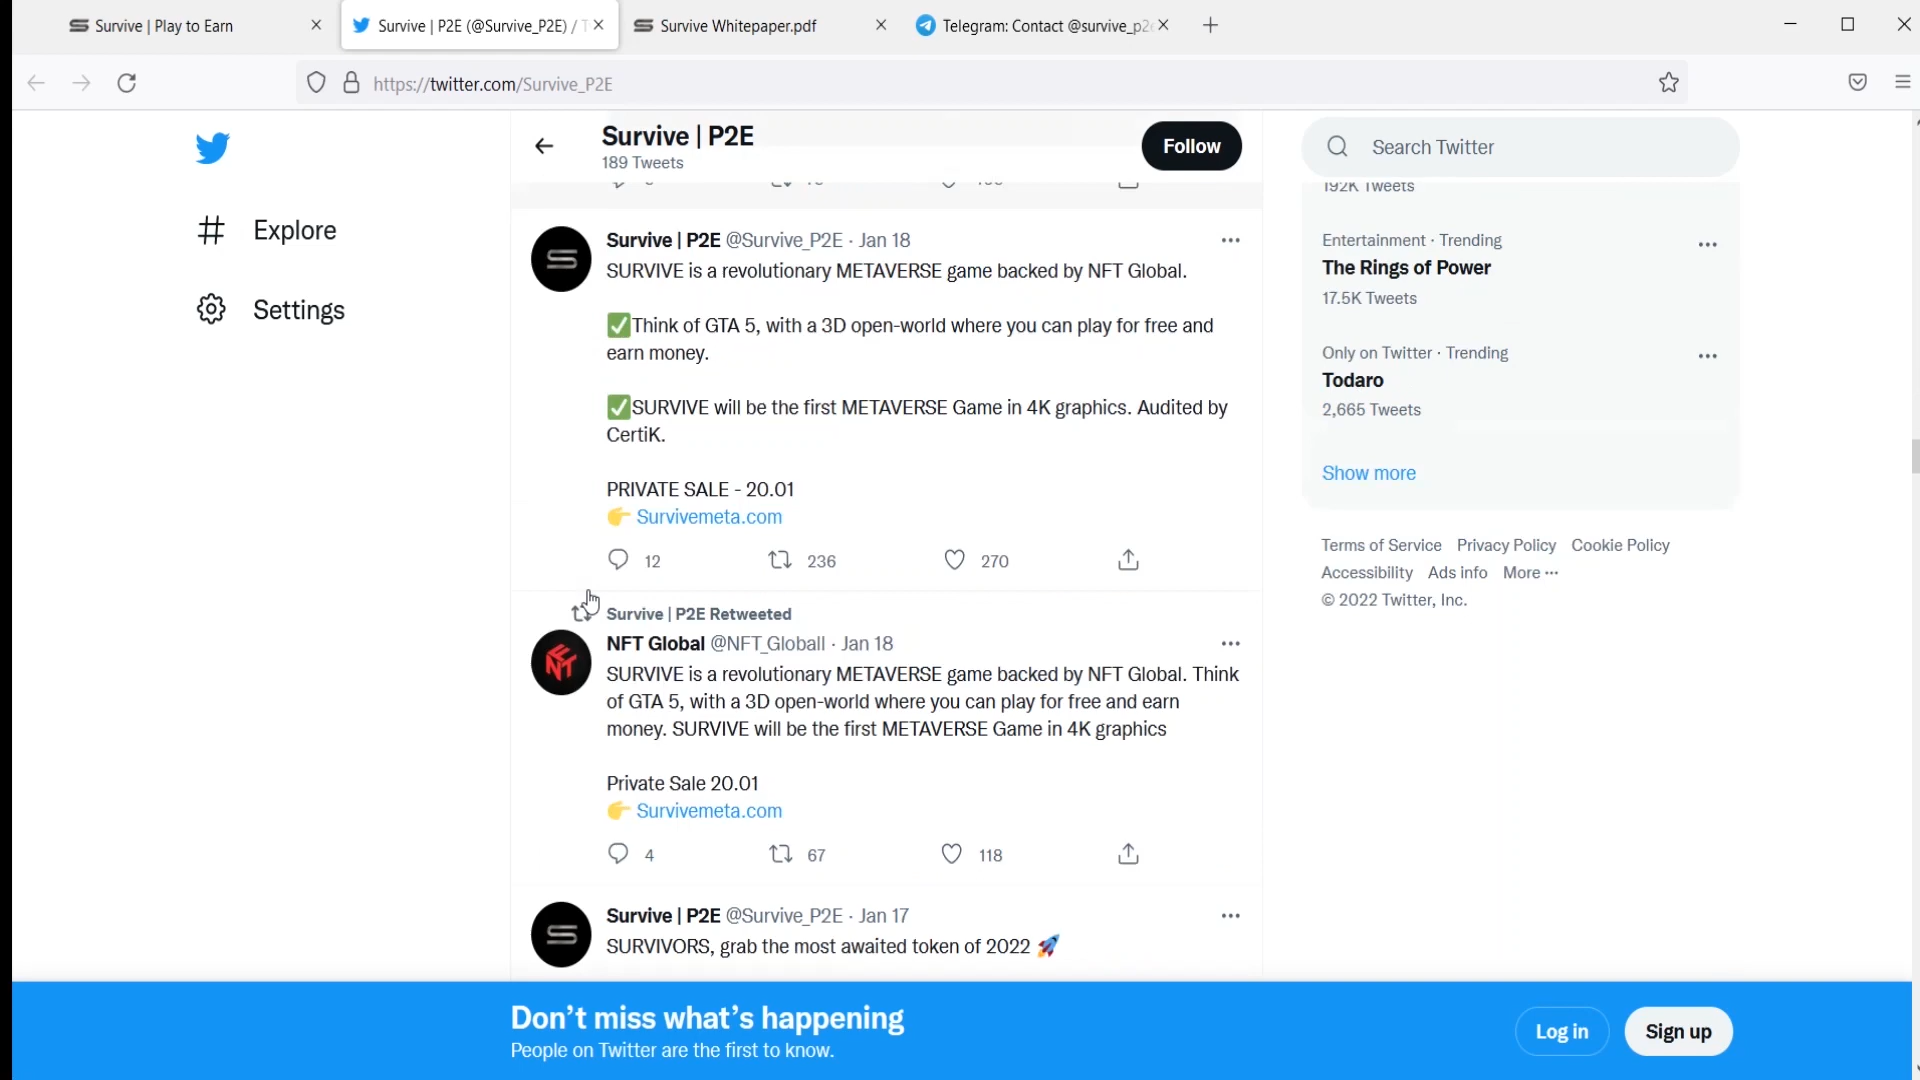 Survive | Play to Earn
Survive | P2E (@Survive_P2E) / T
Survive Whitepaper.pdf
Telegram: Contact @survive_p2e
https://twitter.com/Survive_P2E
Explore
Settings
Survive | P2E
189 Tweets
Follow
Survive | P2E @Survive_P2E · Jan 18
SURVIVE is a revolutionary METAVERSE game backed by NFT Global.
✅Think of GTA 5, with a 3D open-world where you can play for free and
earn money.
✅SURVIVE will be the first METAVERSE Game in 4K graphics. Audited by
CertiK.
PRIVATE SALE - 20.01
👉 Survivemeta.com
12 236 270
Survive | P2E Retweeted
NFT Global @NFT_Globall · Jan 18
SURVIVE is a revolutionary METAVERSE game backed by NFT Global. Think
of GTA 5, with a 3D open-world where you can play for free and earn
money. SURVIVE will be the first METAVERSE Game in 4K graphics
Private Sale 20.01
👉 Survivemeta.com
4 67 118
Survive | P2E @Survive_P2E · Jan 17
SURVIVORS, grab the most awaited token of 2022 🚀
Search Twitter
192K Tweets
Entertainment · Trending
The Rings of Power
17.5K Tweets
Only on Twitter · Trending
Todaro
2,665 Tweets
Show more
Terms of Service Privacy Policy Cookie Policy
Accessibility Ads info More ···
© 2022 Twitter, Inc.
Don't miss what's happening
People on Twitter are the first to know.
Log in
Sign up